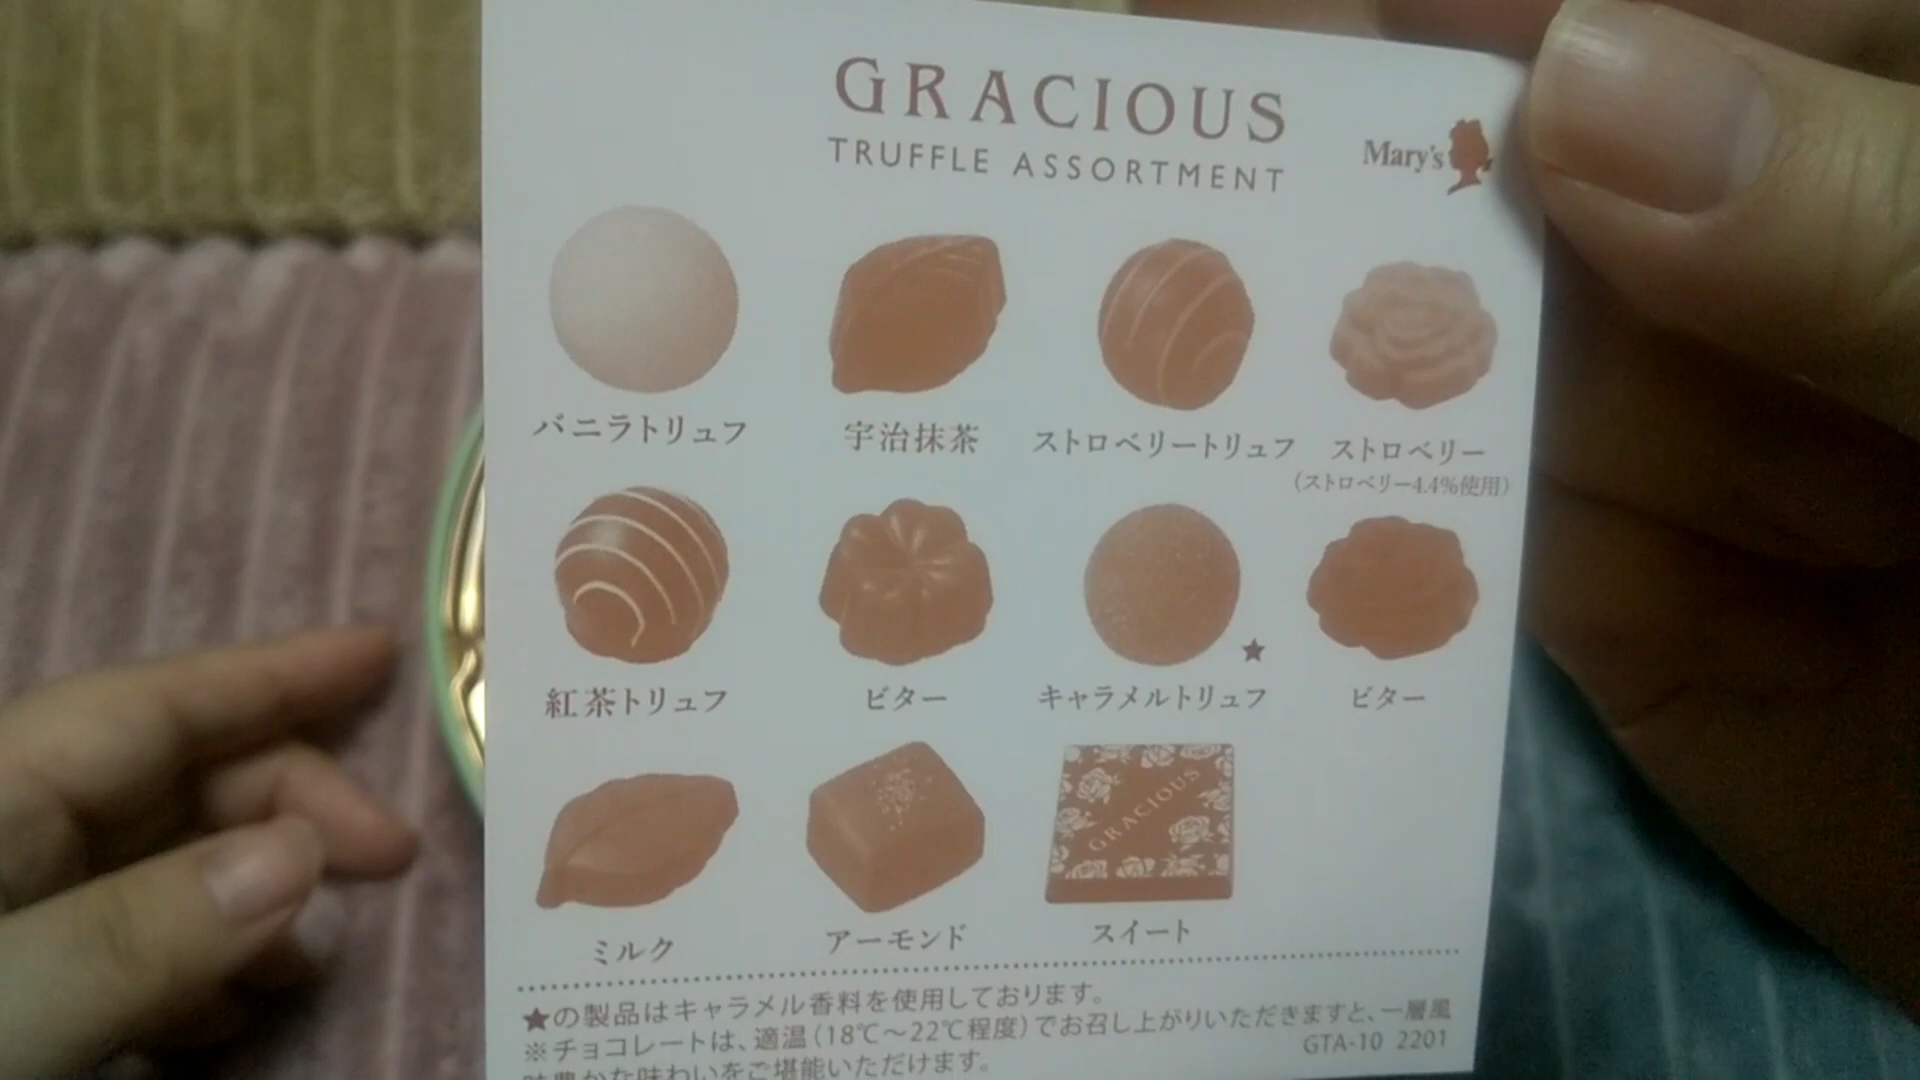 GRACIOUS
TRUFFLE ASSORTMENT
Mary's
バニラトリュフ
宇治抹茶
ストロベリートリュフ
ストロベリー
(ストロベリー4.4%使用)
紅茶トリュフ
ビター
キャラメルトリュフ
★
ビター
ミルク
アーモンド
GRACIOUS
スイート
★の製品はキャラメル香料を使用しております。
※チョコレートは、適温(18℃〜22℃程度)でお召し上がりいただきますと、一層風
味豊かな味わいをご堪能いただけます。
GTA-10 2201